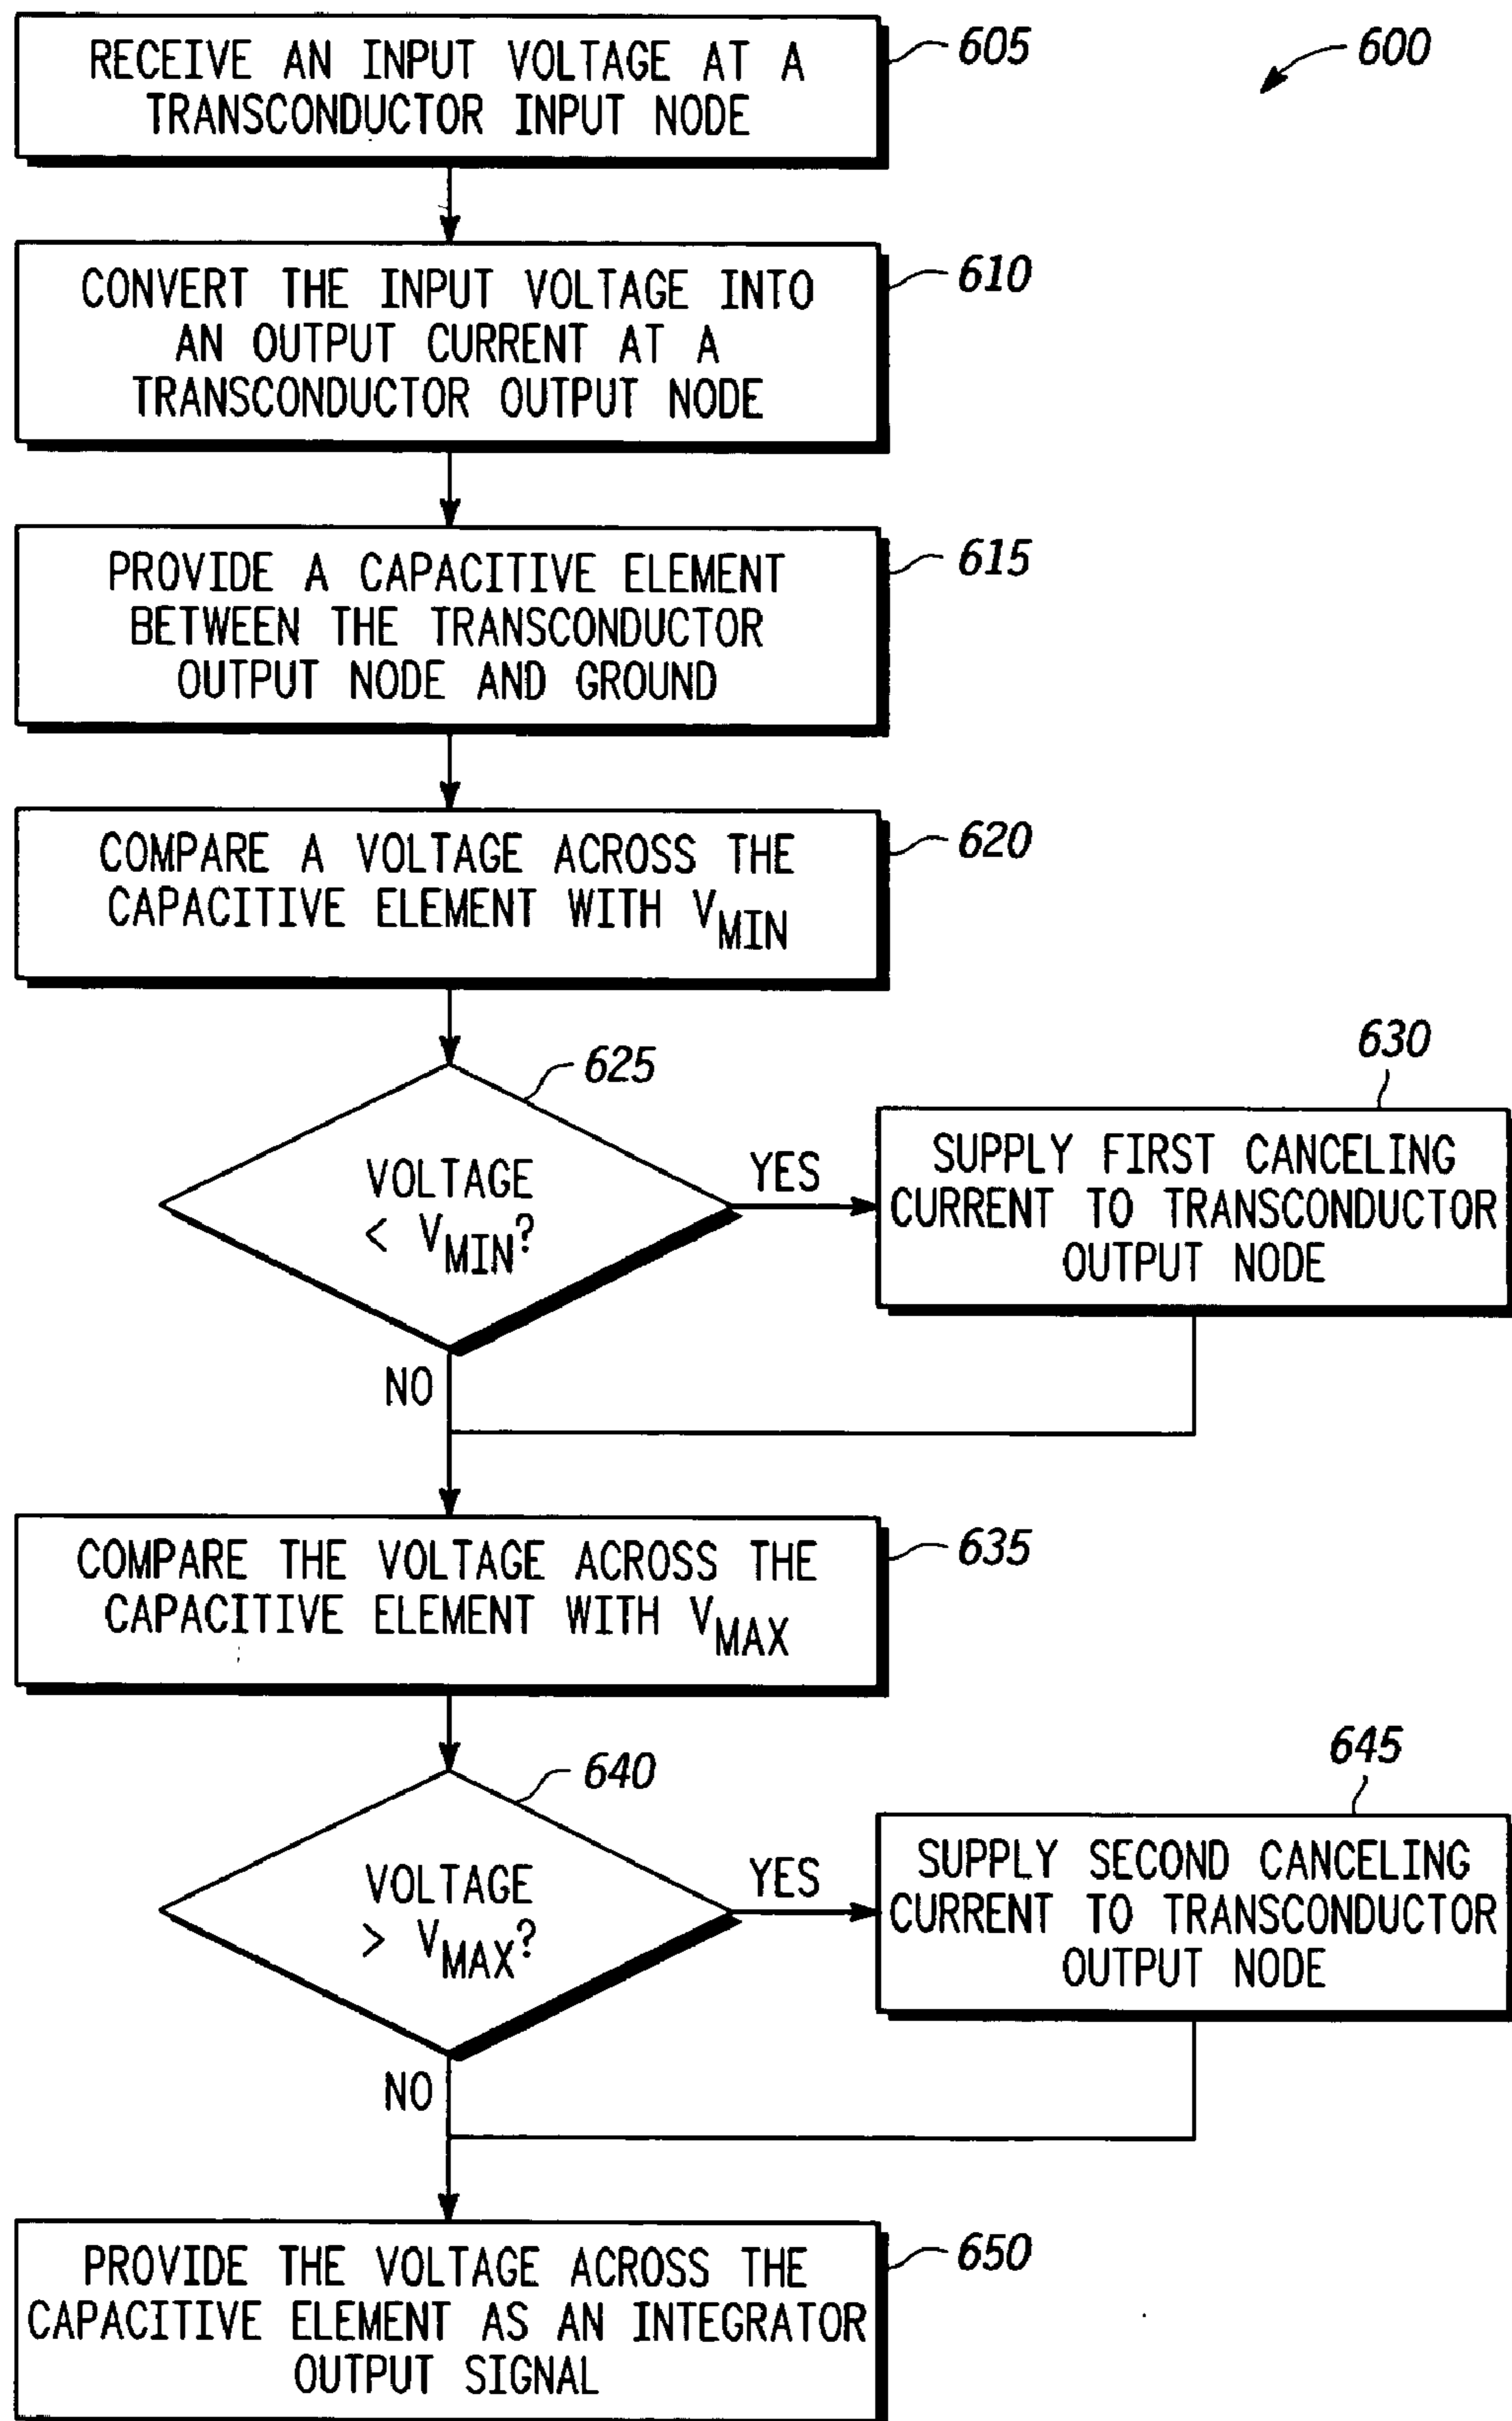 RECEIVE AN INPUT VOLTAGE AT A
TRANSCONDUCTOR INPUT NODE
605
600
CONVERT THE INPUT VOLTAGE INTO
AN OUTPUT CURRENT AT A
TRANSCONDUCTOR OUTPUT NODE
610
PROVIDE A CAPACITIVE ELEMENT
BETWEEN THE TRANSCONDUCTOR
OUTPUT NODE AND GROUND
615
COMPARE A VOLTAGE ACROSS THE
CAPACITIVE ELEMENT WITH VMIN
620
625
VOLTAGE
< VMIN?
YES
NO
630
SUPPLY FIRST CANCELING
CURRENT TO TRANSCONDUCTOR
OUTPUT NODE
COMPARE THE VOLTAGE ACROSS THE
CAPACITIVE ELEMENT WITH VMAX
635
640
VOLTAGE
> VMAX?
YES
NO
645
SUPPLY SECOND CANCELING
CURRENT TO TRANSCONDUCTOR
OUTPUT NODE
PROVIDE THE VOLTAGE ACROSS THE
CAPACITIVE ELEMENT AS AN INTEGRATOR
OUTPUT SIGNAL
650